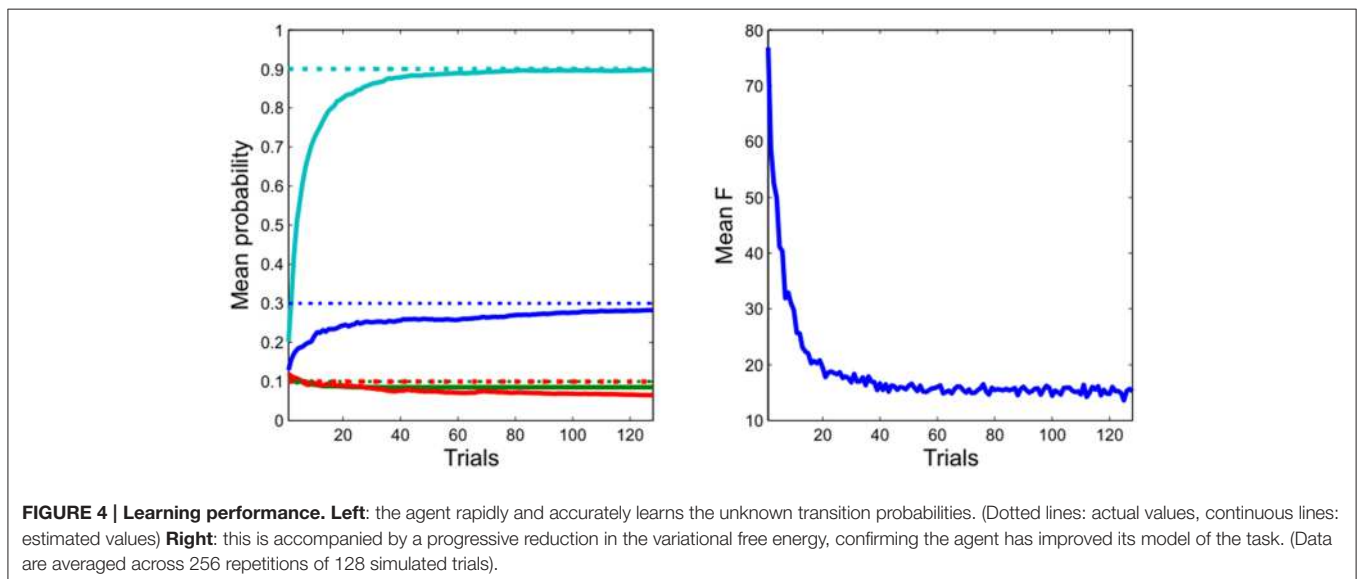 1
0.9
0.8
0.7
0.6
0.5
0.4
0.3
0.2
0.1
0
20 40 60 80 100 120
Trials
Mean probability
80
70
60
50
40
30
20
10
20 40 60 80 100 120
Trials
Mean F
FIGURE 4 | Learning performance. Left: the agent rapidly and accurately learns the unknown transition probabilities. (Dotted lines: actual values, continuous lines:
estimated values) Right: this is accompanied by a progressive reduction in the variational free energy, confirming the agent has improved its model of the task. (Data
are averaged across 256 repetitions of 128 simulated trials).